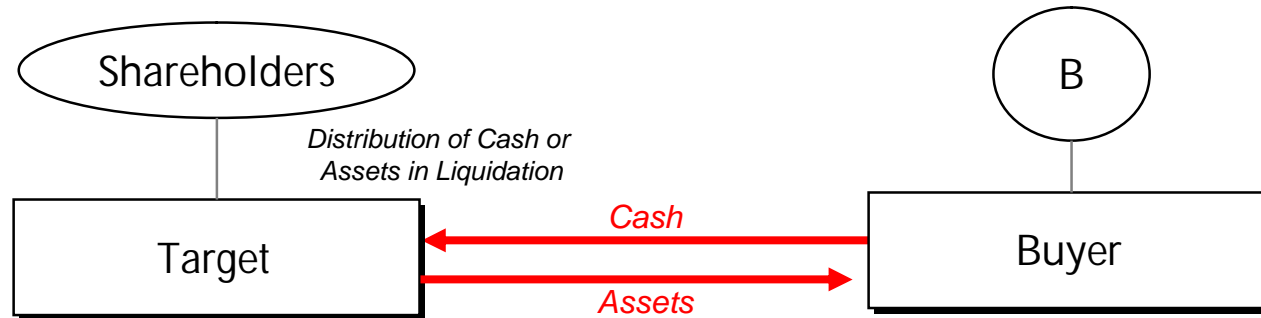 Shareholders
B
Distribution of Cash or
Assets in Liquidation
Cash
Target
Buyer
Assets